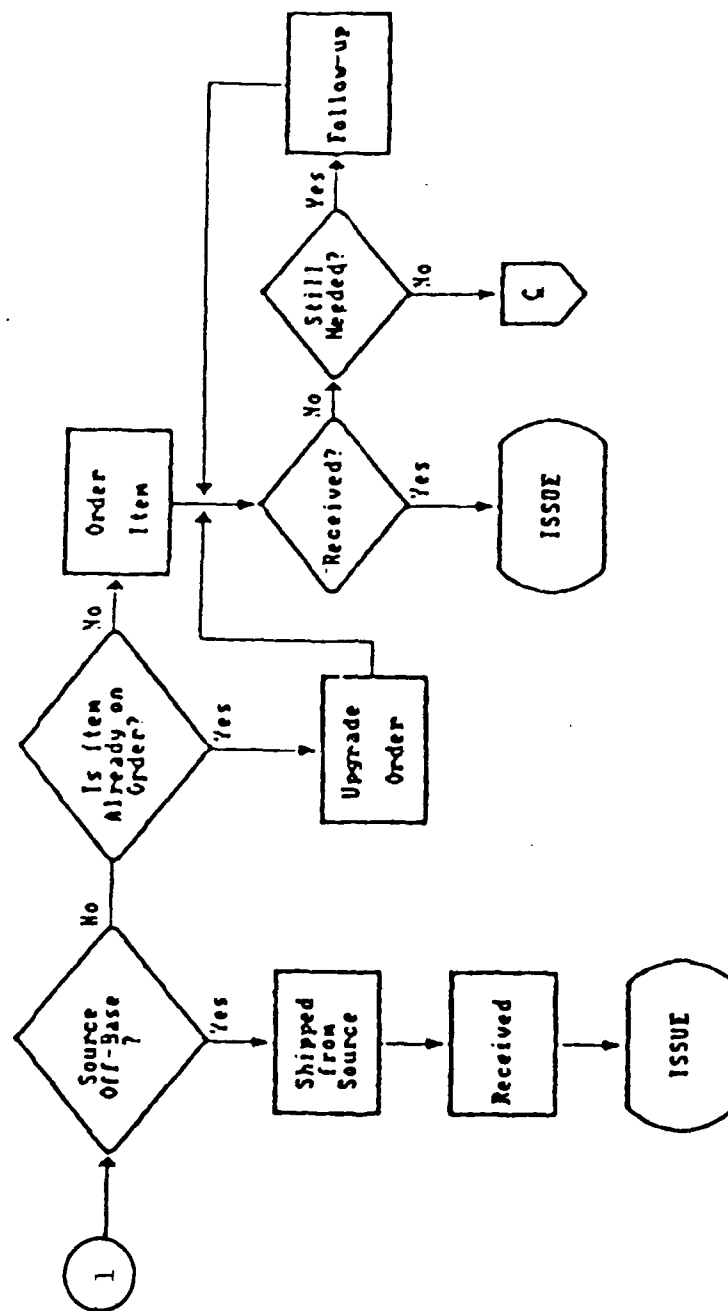 1
Source
Off-Base
?
No
Yes
Shipped
from
Source
Received
ISSUE
Is Item
Already on
Order?
No
Yes
Upgrade
Order
Order
Item
Received?
No
Yes
ISSUE
Still
Needed?
Yes
No
Follow-up